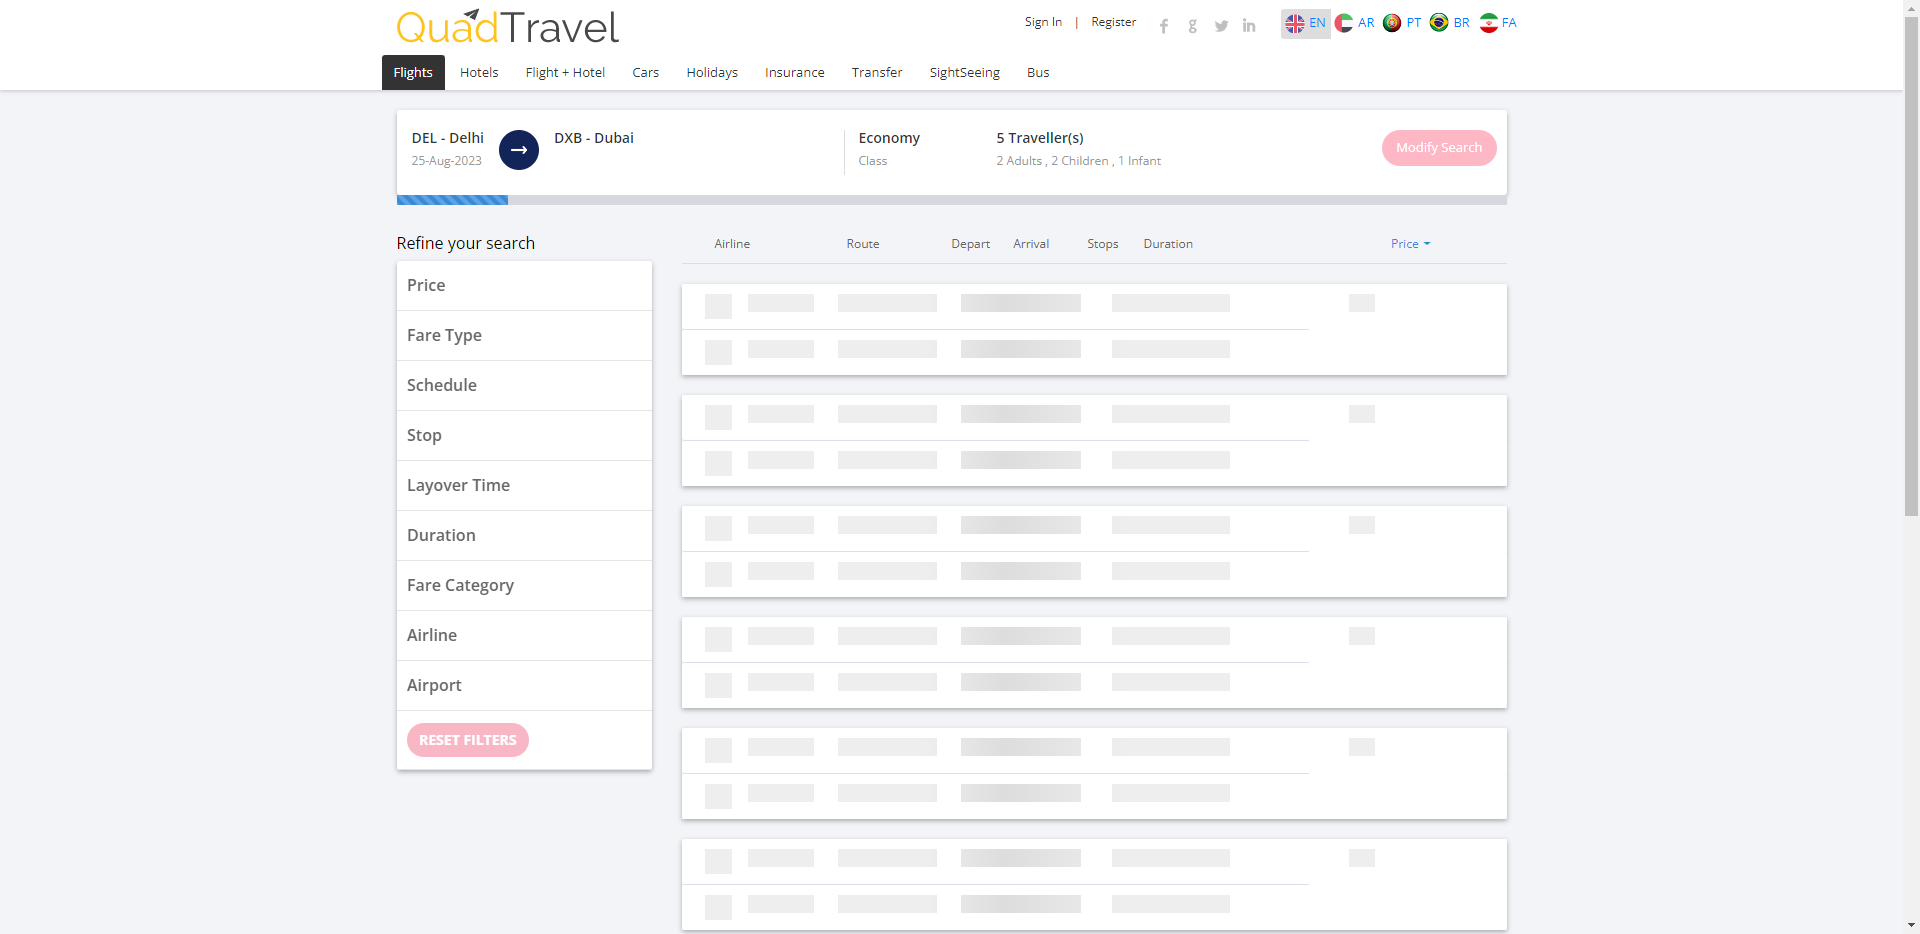 QuadTravel
Sign In | Register
EN AR PT BR FA
Flights Hotels Flight + Hotel Cars Holidays Insurance Transfer SightSeeing Bus
DEL - Delhi
25-Aug-2023
DXB - Dubai
Economy
Class
5 Traveller(s)
2 Adults , 2 Children , 1 Infant
Modify Search
Refine your search
Price
Fare Type
Schedule
Stop
Layover Time
Duration
Fare Category
Airline
Airport
RESET FILTERS
Airline Route Depart Arrival Stops Duration Price